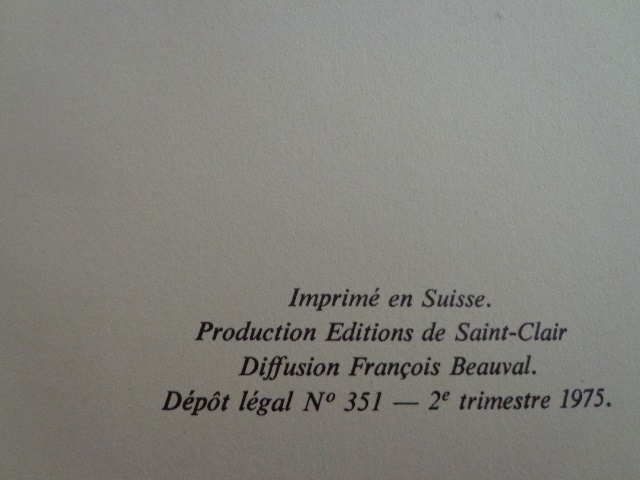 Imprimé en Suisse.
Production Editions de Saint-Clair
Diffusion François Beauval.
Dépôt légal Nº 351 — 2ᵉ trimestre 1975.